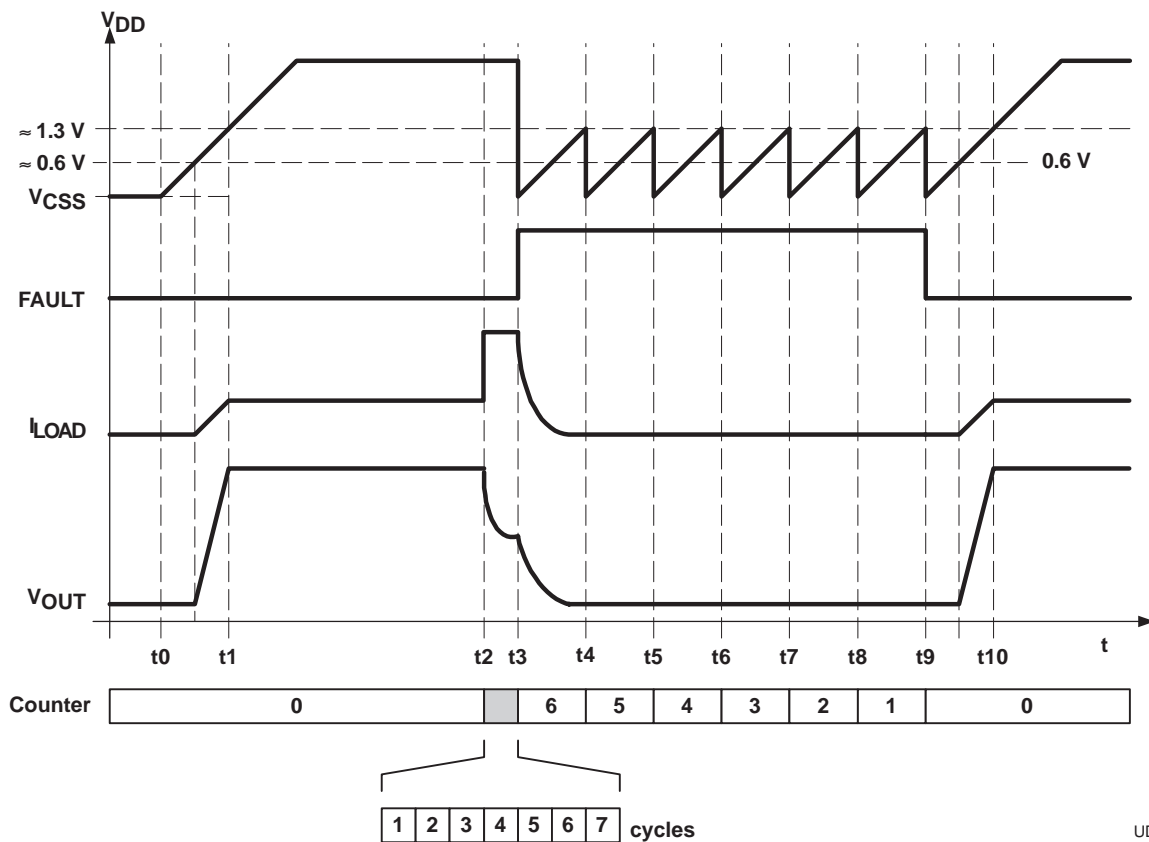 VDD
≈ 1.3 V
≈ 0.6 V
0.6 V
VCSS
FAULT
ILOAD
VOUT
t0 t1 t2 t3 t4 t5 t6 t7 t8 t9 t10 t
Counter 0 6 5 4 3 2 1 0
1 2 3 4 5 6 7 cycles
UD